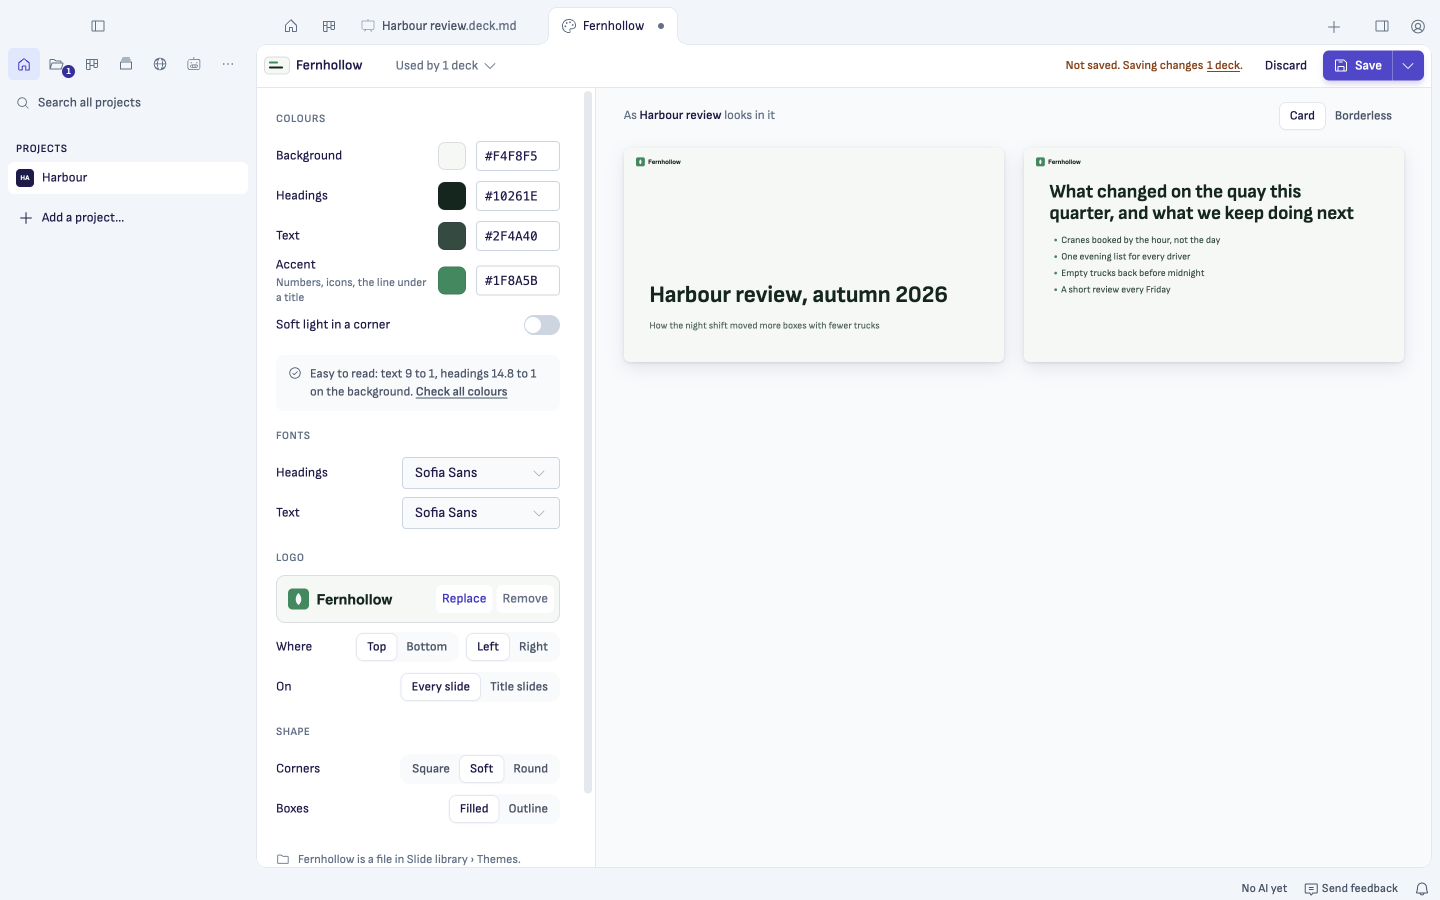 Harbour review.deck.md
Fernhollow
1
Search all projects
PROJECTS
HA
Harbour
Add a project...
Fernhollow
Used by 1 deck
Not saved. Saving changes 1 deck.
Discard
Save
COLOURS
Background
#F4F8F5
Headings
#10261E
Text
#2F4A40
Accent
Numbers, icons, the line under
a title
#1F8A5B
Soft light in a corner
Easy to read: text 9 to 1, headings 14.8 to 1
on the background. Check all colours
FONTS
Headings
Sofia Sans
Text
Sofia Sans
LOGO
Fernhollow
Replace
Remove
Where
Top
Bottom
Left
Right
On
Every slide
Title slides
SHAPE
Corners
Square
Soft
Round
Boxes
Filled
Outline
Fernhollow is a file in Slide library › Themes.
As Harbour review looks in it
Card
Borderless
Fernhollow
Harbour review, autumn 2026
How the night shift moved more boxes with fewer trucks
Fernhollow
What changed on the quay this
quarter, and what we keep doing next
• Cranes booked by the hour, not the day
• One evening list for every driver
• Empty trucks back before midnight
• A short review every Friday
No AI yet
Send feedback